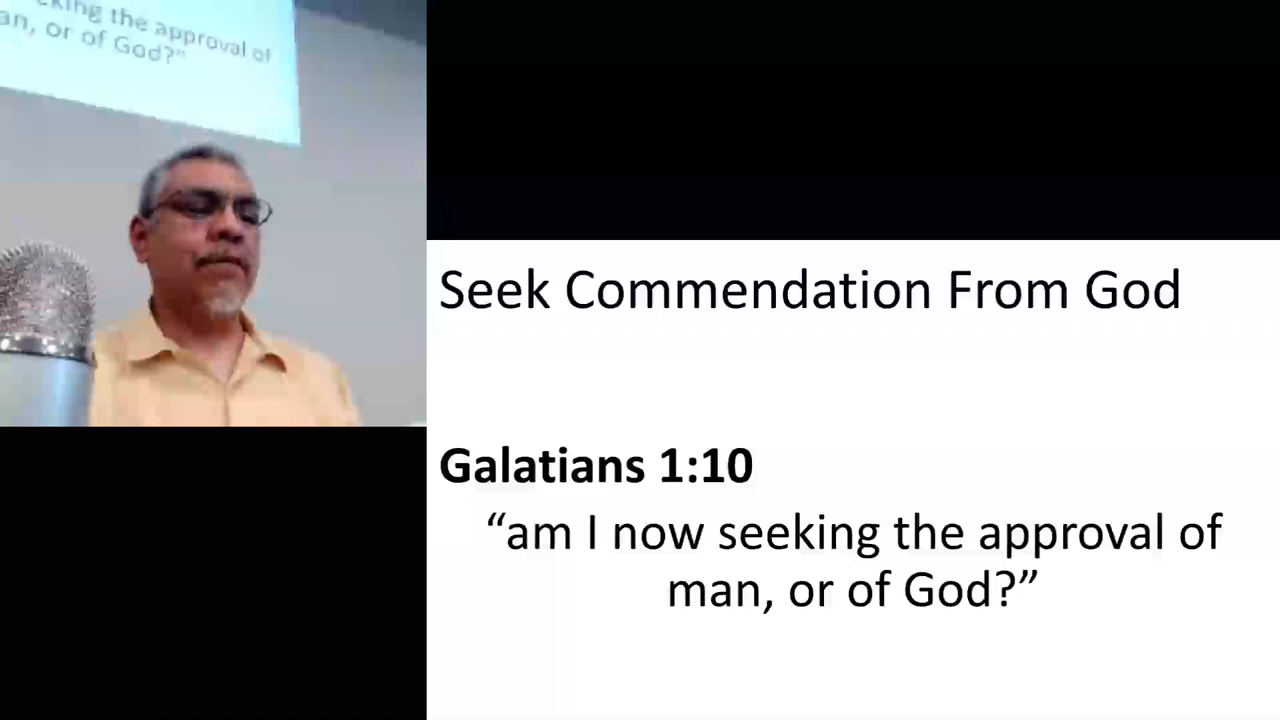 king the approval of
an, or of God?"
Seek Commendation From God
Galatians 1:10
“am I now seeking the approval of
man, or of God?”